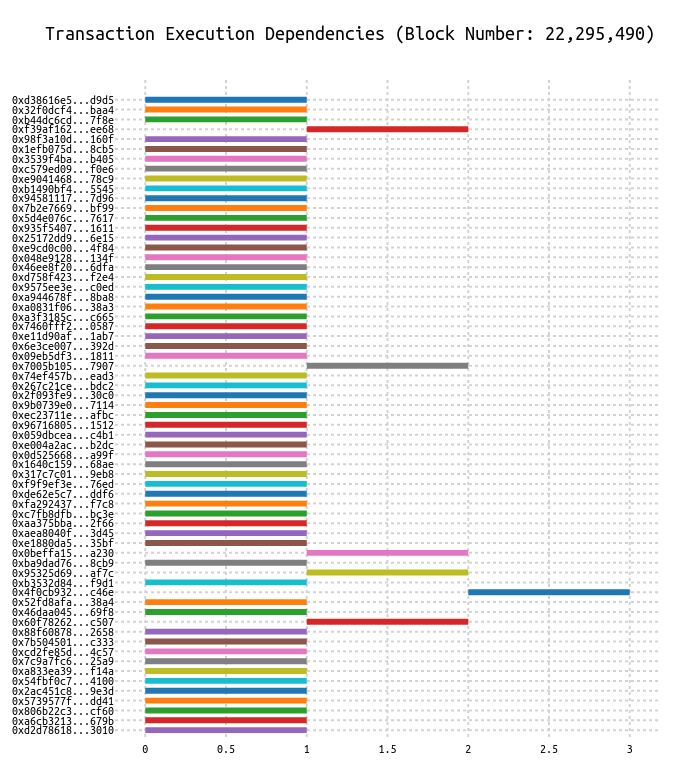 Transaction Execution Dependencies (Block Number: 22,295,490)
0xd38616e5...d9d5
0x32f0dcf4...baa4
0xb44dc6cd...7f8e
0xf39af162...ee68
0x98f3a10d...160f
0x1efb075d...8cb5
0x3539f4ba...b405
0xc579ed09...f0e6
0xe9041468...78c9
0xb1490bf4...5545
0x94581117...7d96
0x7b2e7669...bf99
0x5d4e076c...7617
0x935f5407...1611
0x25172dd9...6e15
0xe9cd0c00...4f84
0x048e9128...134f
0x46ee8f20...6dfa
0xd758f423...f2e4
0x9575ee3e...c0ed
0xa944678f...8ba8
0xa0831f06...38a3
0xa3f3185c...c665
0x7460fff2...0587
0xe11d90af...1ab7
0x6e3ce007...392d
0x09eb5df3...1811
0x7005b105...7907
0x74ef457b...ead3
0x267c21ce...bdc2
0x2f093fe9...30c0
0x9b0739e0...7114
0xec23711e...afbc
0x96716805...1512
0x059dbcea...c4b1
0xe004a2ac...b2dc
0x0d525668...a99f
0x1640c159...68ae
0x317c7c01...9eb8
0xf9f9ef3e...76ed
0xde62e5c7...ddf6
0xfa292437...f7c8
0xc7fb8dfb...bc3e
0xaa375bba...2f66
0xaea8040f...3d45
0xe1880da5...35bf
0x0beffa15...a230
0xba9dad76...8cb9
0x95325d69...af7c
0xb3532d84...f9d1
0x4f0cb932...c46e
0x52fd8afa...38a4
0x46daa045...69f8
0x60f78262...c507
0x88f60878...2658
0x7b504501...c333
0xcd2fe85d...4c57
0x7c9a7fc6...25a9
0xa833ea39...f14a
0x54fbf0c7...4100
0x2ac451c8...9e3d
0x5739577f...dd41
0x806b22c3...cf60
0xa6cb3213...679b
0xd2d78618...3010
0 0.5 1 1.5 2 2.5 3